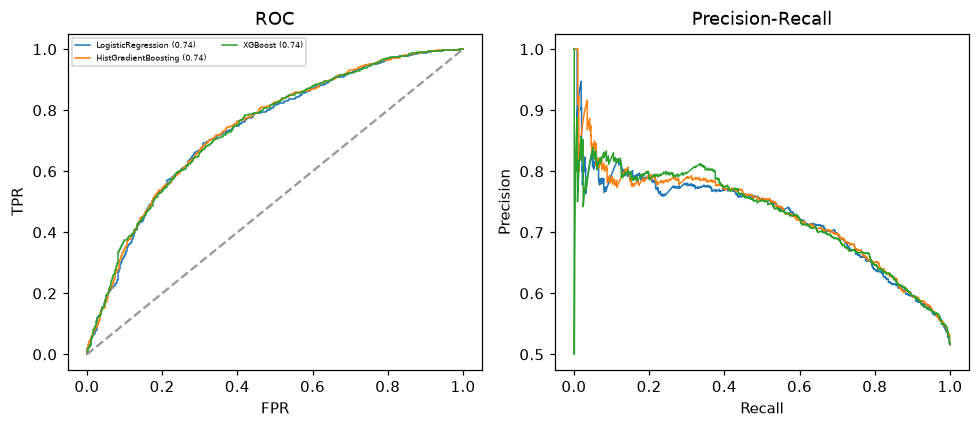 ROC
LogisticRegression (0.74)
HistGradientBoosting (0.74)
XGBoost (0.74)
1.0
0.8
0.6
0.4
0.2
0.0
TPR
0.0 0.2 0.4 0.6 0.8 1.0
FPR
Precision-Recall
1.0
0.9
0.8
0.7
0.6
0.5
Precision
0.0 0.2 0.4 0.6 0.8 1.0
Recall